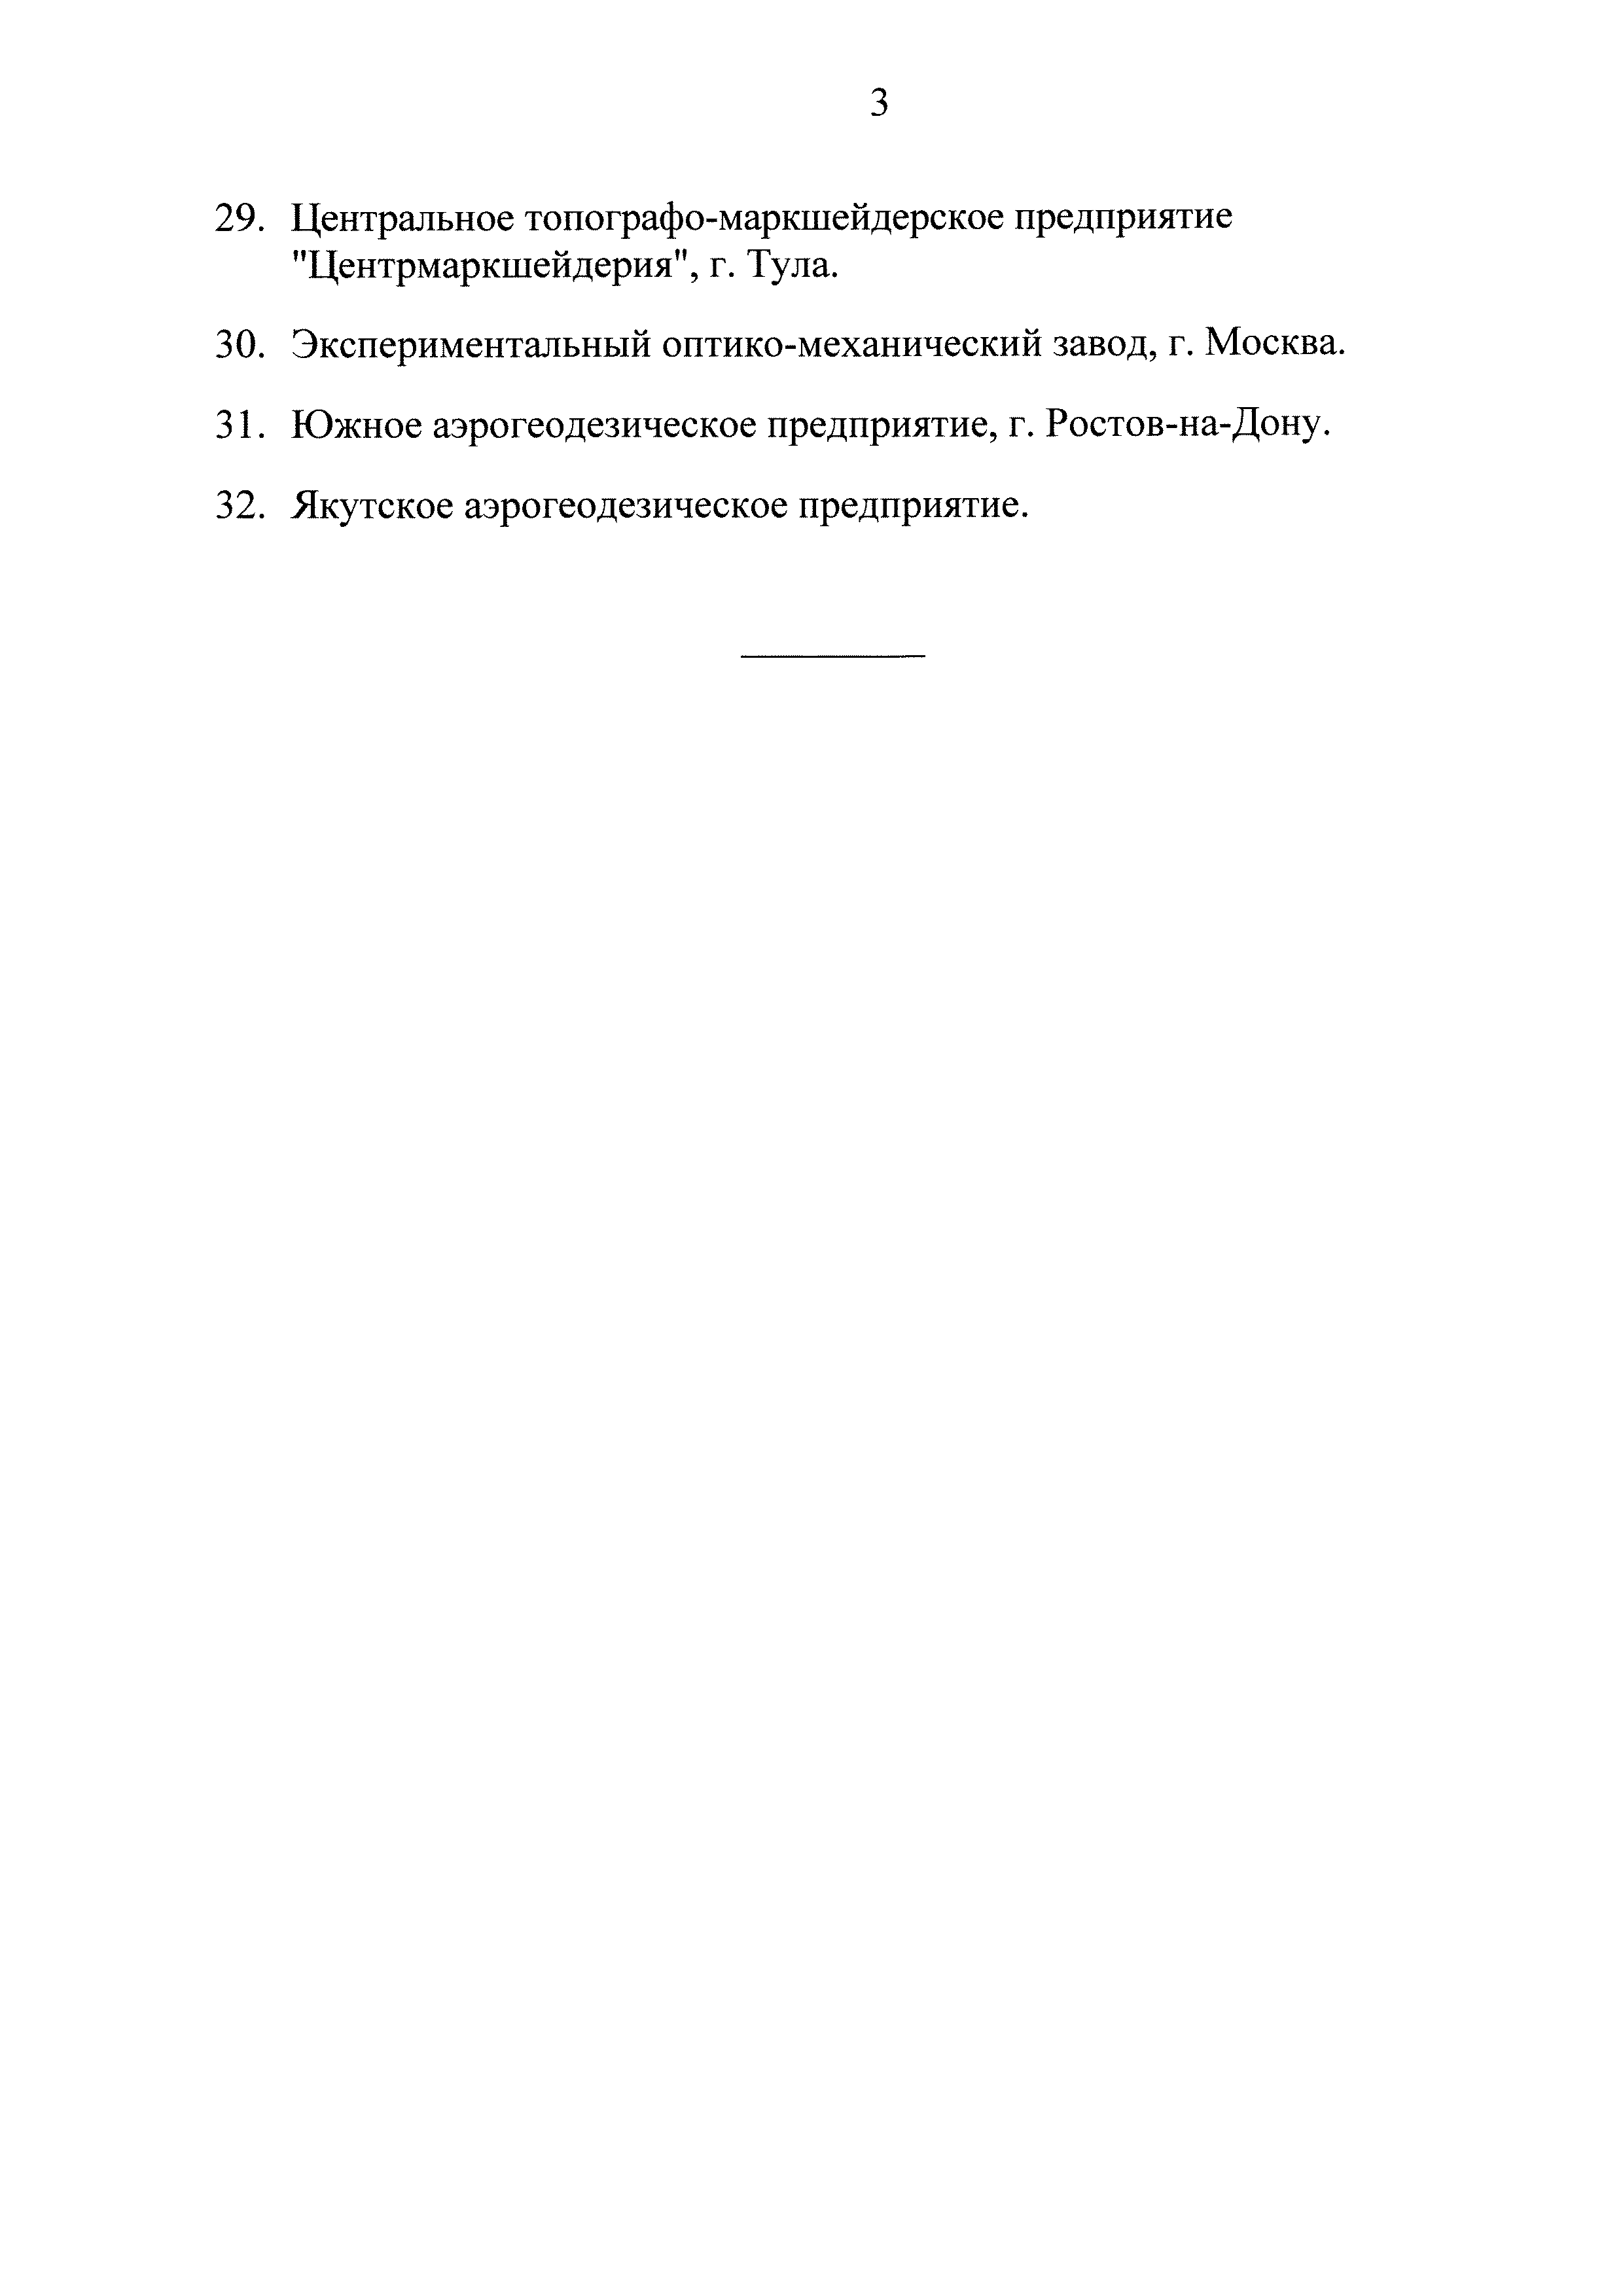 3
29. Центральное топографо-маркшейдерское предприятие
"Центрмаркшейдерия", г. Тула.
30. Экспериментальный оптико-механический завод, г. Москва.
31. Южное аэрогеодезическое предприятие, г. Ростов-на-Дону.
32. Якутское аэрогеодезическое предприятие.